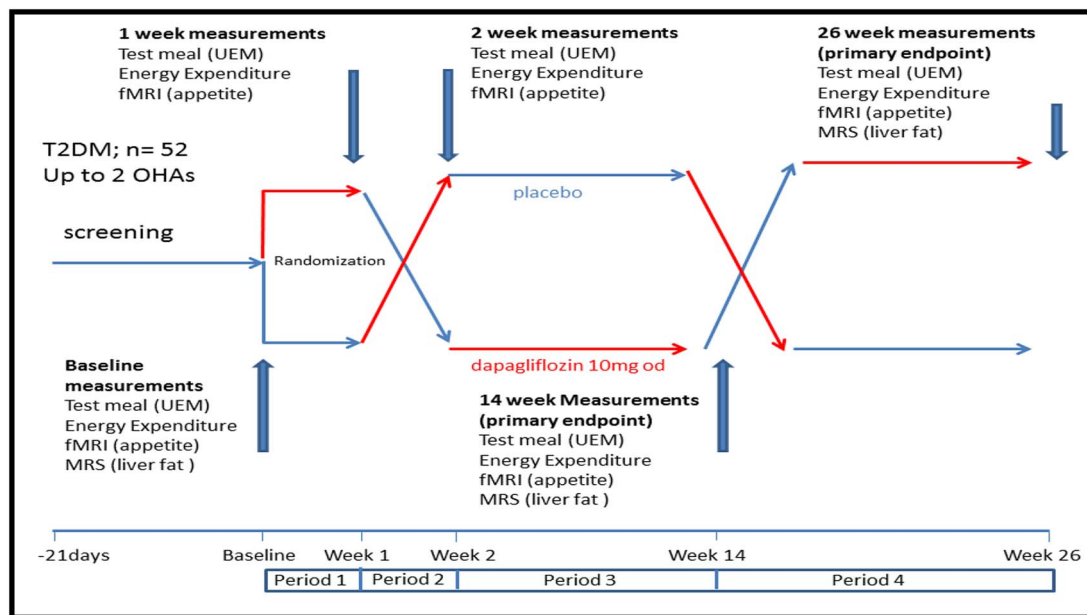 1 week measurements
Test meal (UEM)
Energy Expenditure
fMRI (appetite)
2 week measurements
Test meal (UEM)
Energy Expenditure
fMRI (appetite)
26 week measurements
(primary endpoint)
Test meal (UEM)
Energy Expenditure
fMRI (appetite)
MRS (liver fat)
T2DM; n= 52
Up to 2 OHAs
screening
Randomization
placebo
dapagliflozin 10mg od
Baseline
measurements
Test meal (UEM)
Energy Expenditure
fMRI (appetite)
MRS (liver fat )
14 week Measurements
(primary endpoint)
Test meal (UEM)
Energy Expenditure
fMRI (appetite)
MRS (liver fat )
-21days Baseline Week 1 Week 2 Week 14 Week 26
Period 1 Period 2 Period 3 Period 4